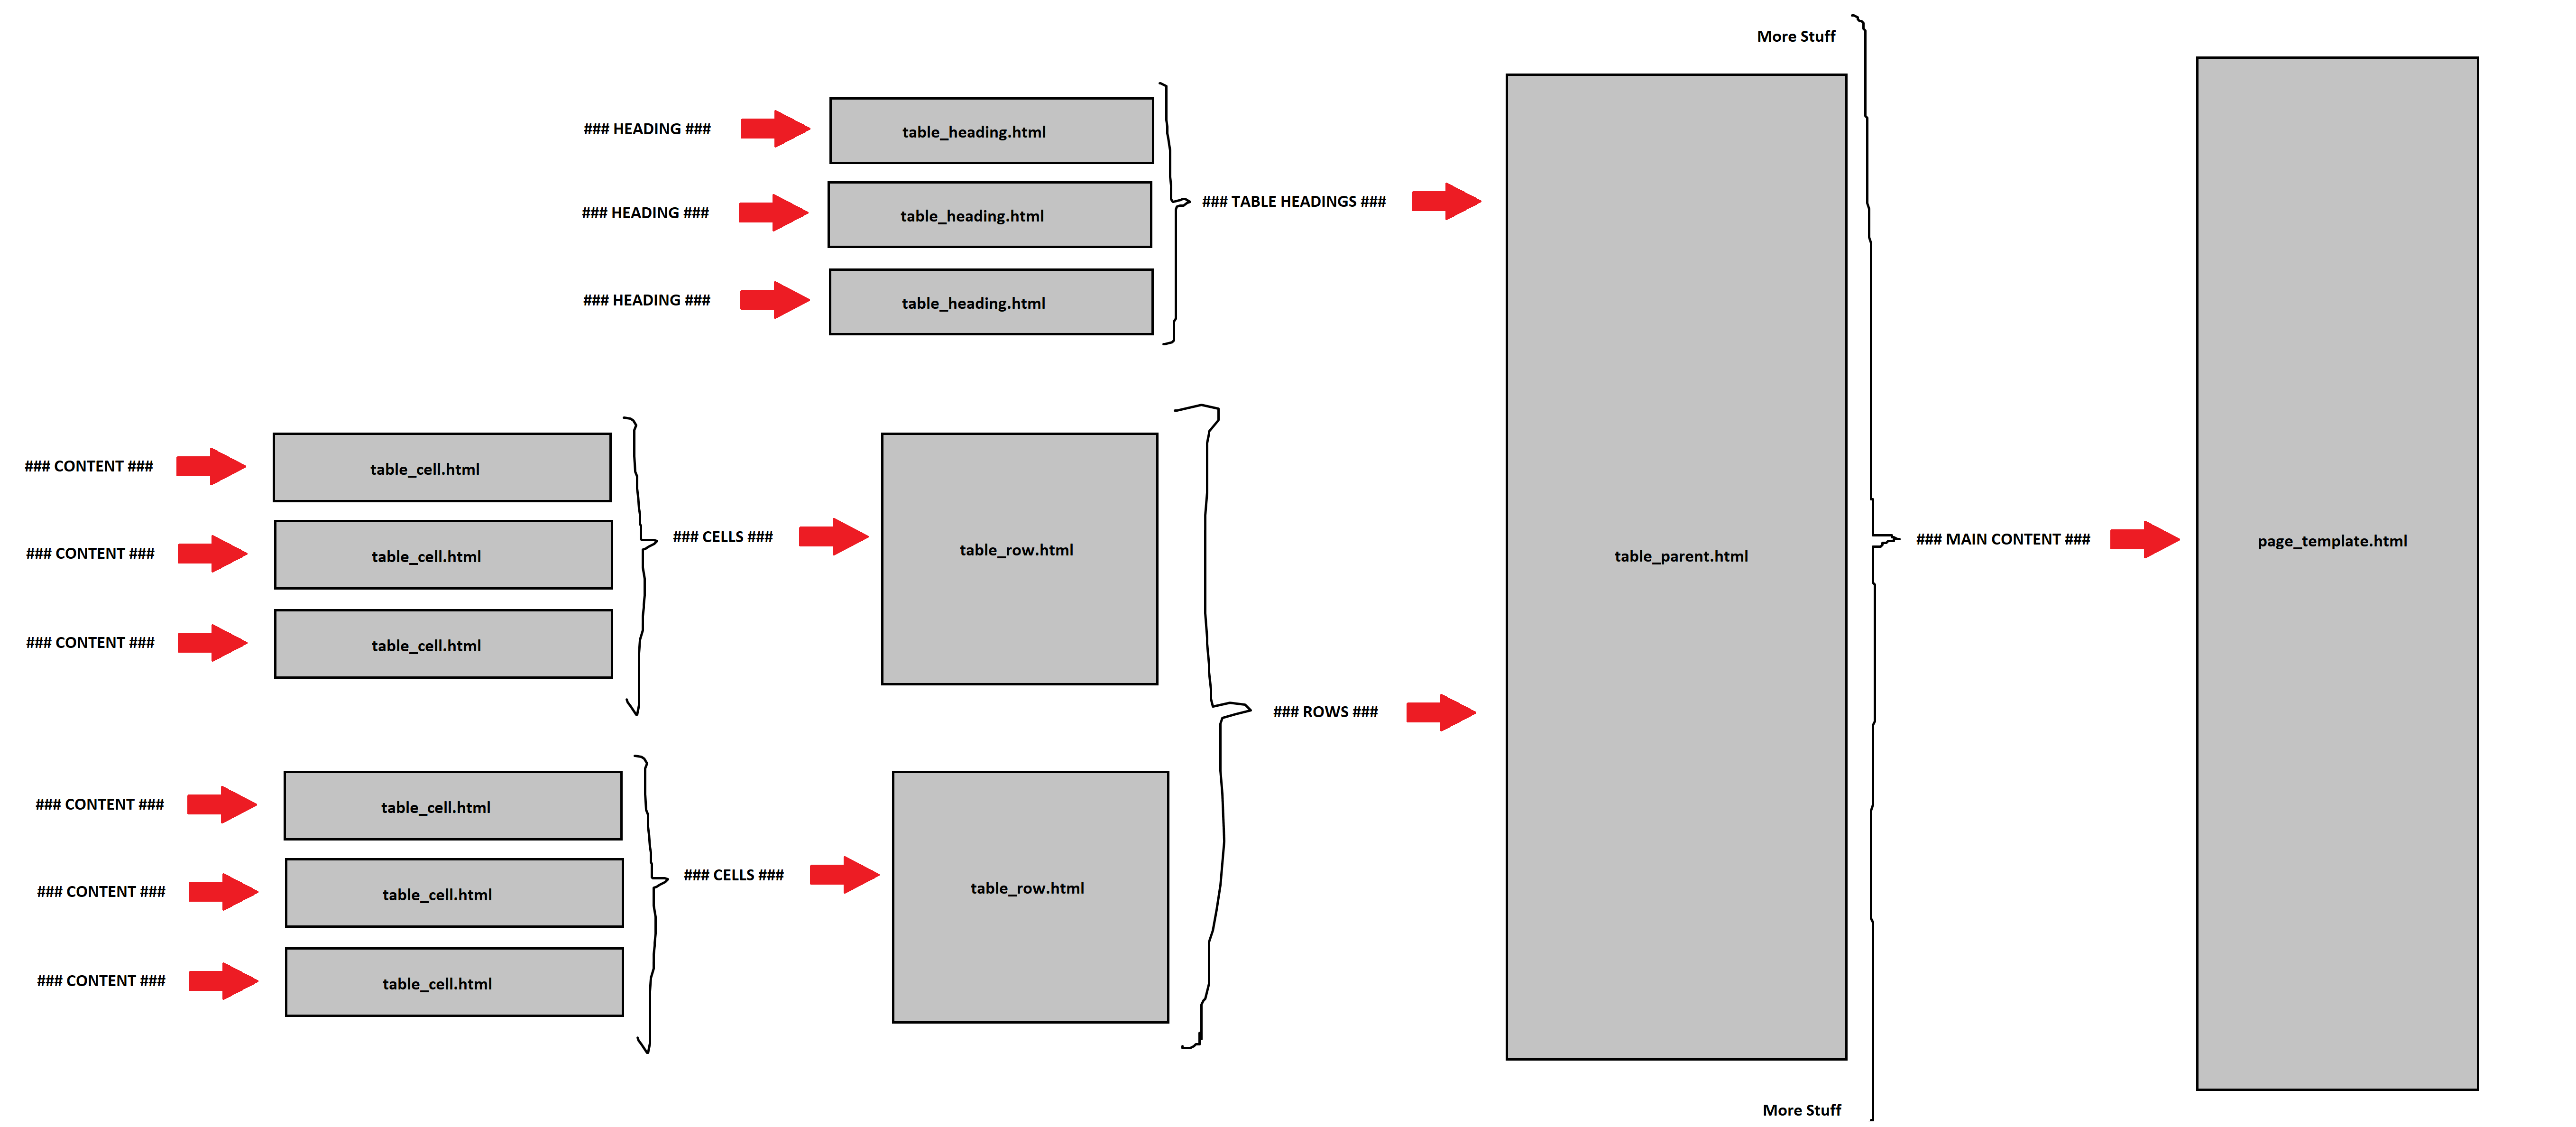 More Stuff
### HEADING ###
table_heading.html
### HEADING ###
table_heading.html
### HEADING ###
table_heading.html
### TABLE HEADINGS ###
### CONTENT ###
table_cell.html
### CONTENT ###
table_cell.html
### CONTENT ###
table_cell.html
### CELLS ###
table_row.html
### CONTENT ###
table_cell.html
### CONTENT ###
table_cell.html
### CONTENT ###
table_cell.html
### CELLS ###
table_row.html
### ROWS ###
table_parent.html
### MAIN CONTENT ###
page_template.html
More Stuff